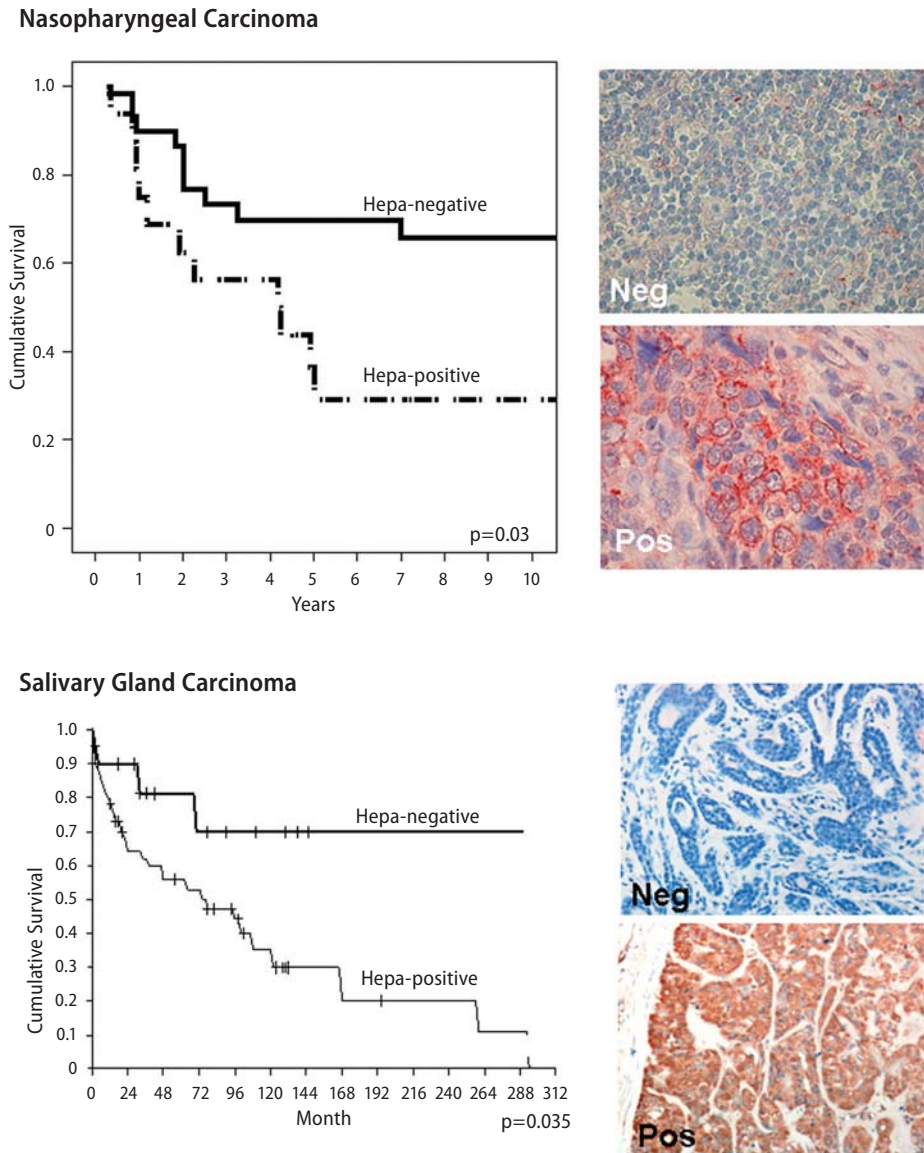 Nasopharyngeal Carcinoma
1.0
0.8
0.6
0.4
0.2
0
Cumulative Survival
Hepa-negative
Hepa-positive
p=0.03
0 1 2 3 4 5 6 7 8 9 10
Years
Neg
Pos
Salivary Gland Carcinoma
1.0
0.9
0.8
0.7
0.6
0.5
0.4
0.3
0.2
0.1
0
Cumulative Survival
Hepa-negative
Hepa-positive
0 24 48 72 96 120 144 168 192 216 240 264 288 312
Month
p=0.035
Neg
Pos